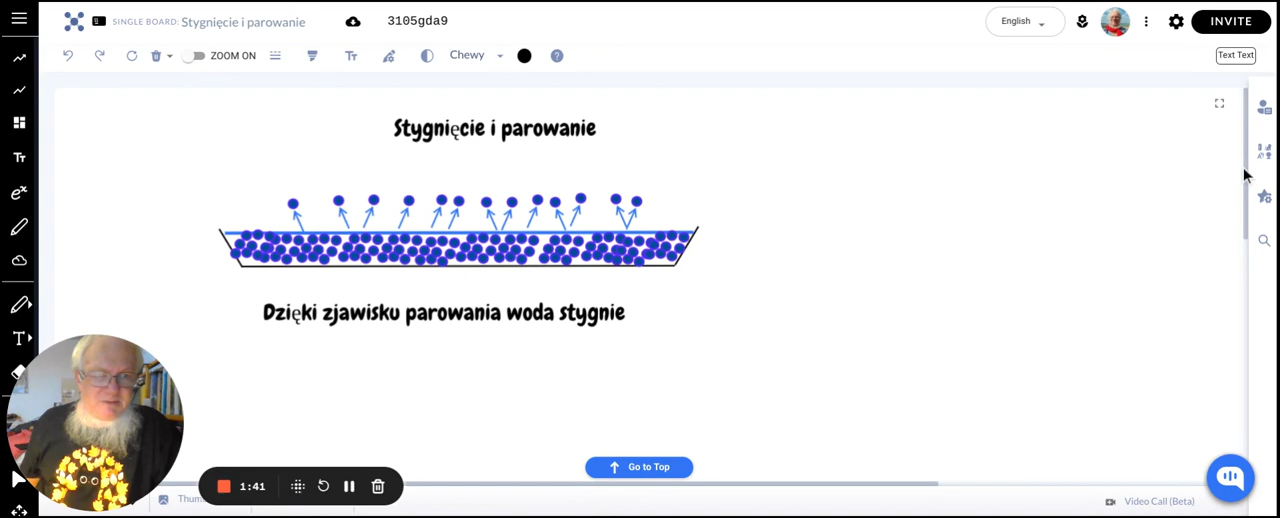 SINGLE BOARD: Stygnięcie i parowanie
3105gda9
English
INVITE
ZOOM ON
Chewy
Text Text
Stygnięcie i parowanie
Dzięki zjawisku parowania woda stygnie
Go to Top
1:41
Video Call (Beta)